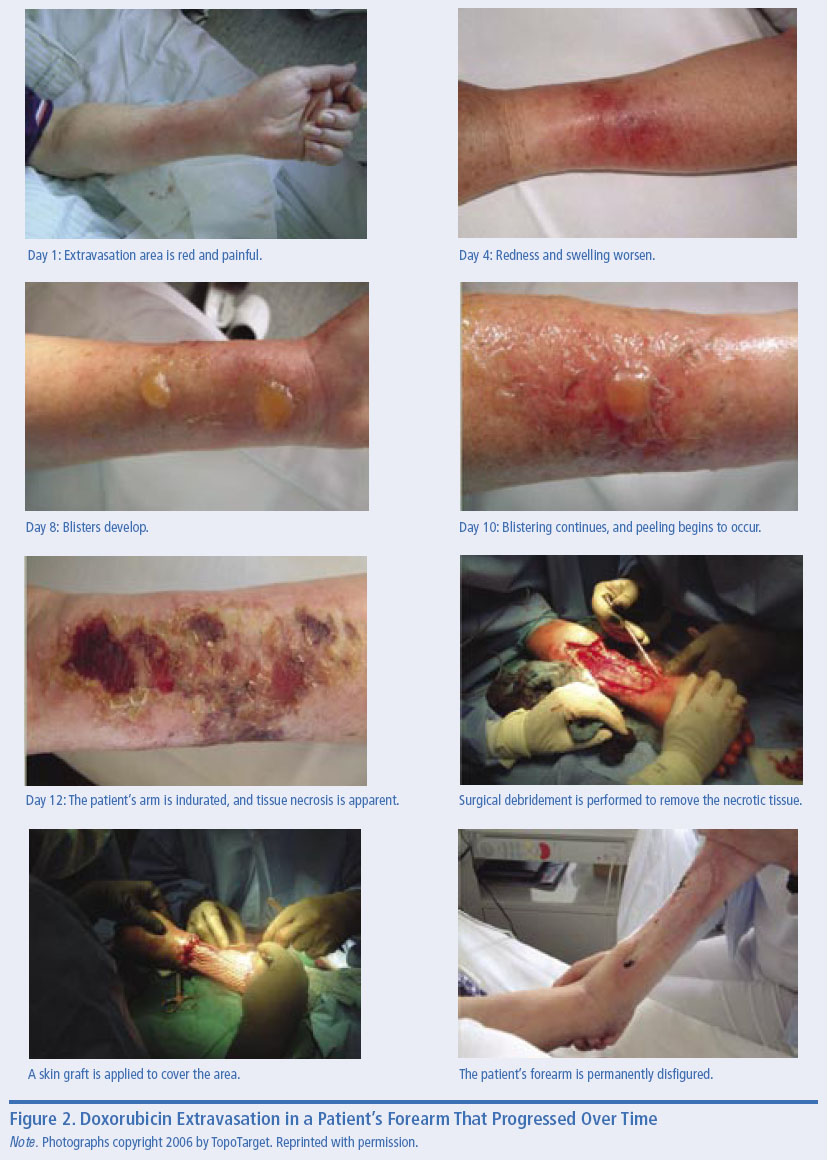 Day 1: Extravasation area is red and painful.
Day 4: Redness and swelling worsen.
Day 8: Blisters develop.
Day 10: Blistering continues, and peeling begins to occur.
Day 12: The patient’s arm is indurated, and tissue necrosis is apparent.
Surgical debridement is performed to remove the necrotic tissue.
A skin graft is applied to cover the area.
The patient’s forearm is permanently disfigured.
Figure 2. Doxorubicin Extravasation in a Patient’s Forearm That Progressed Over Time
Note. Photographs copyright 2006 by TopoTarget. Reprinted with permission.